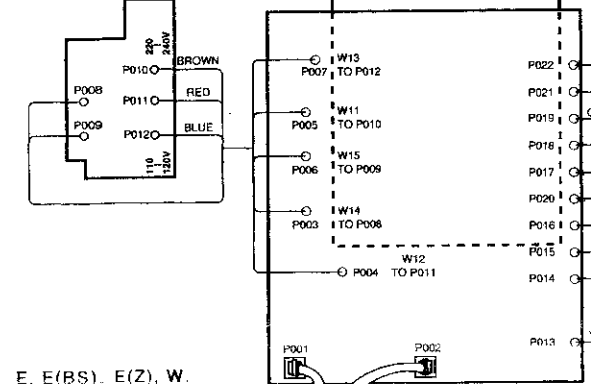 220
240V
P010
BROWN
P008
P011
RED
P009
P012
BLUE
110
120V
W13
P007
TO P012
W11
P005
TO P010
W15
P006
TO P009
W14
P003
TO P008
W12
P004
TO P011
P022
P021
P019
P018
P017
P020
P016
P015
P014
P013
P001
P002
E, E(BS), E(Z), W.